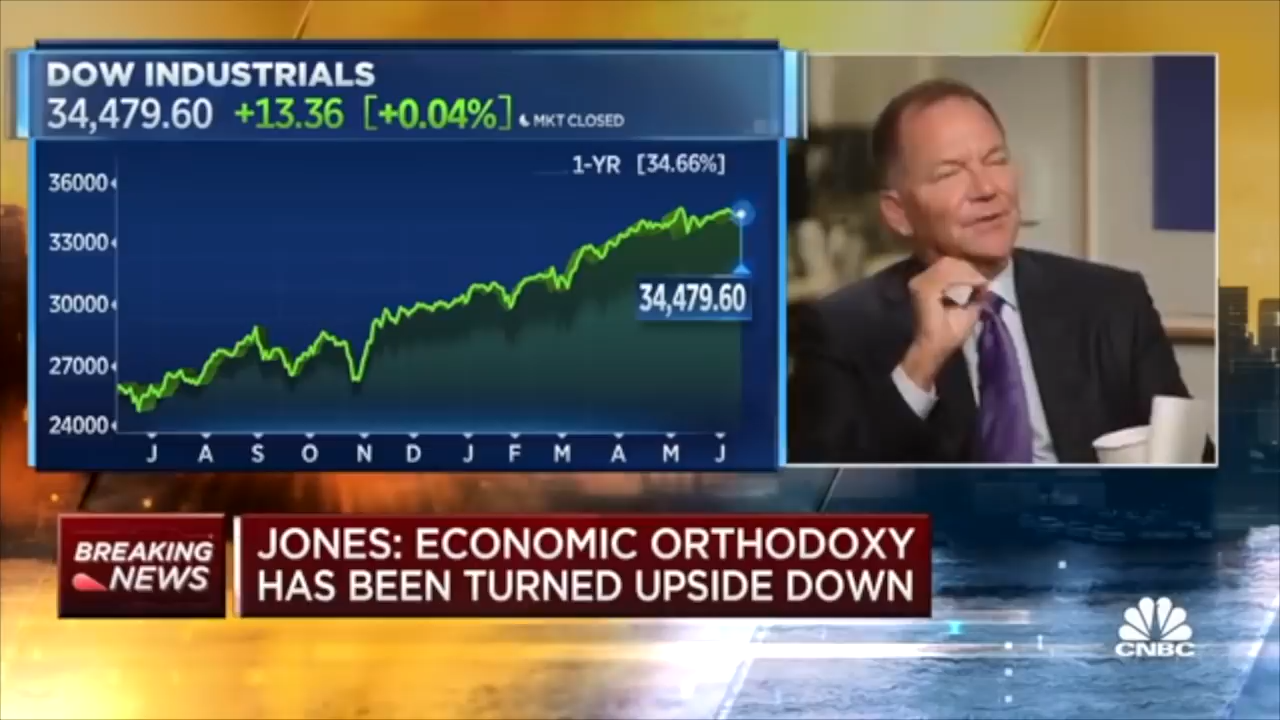 DOW INDUSTRIALS
34,479.60 +13.36 [+0.04%] MKT CLOSED
1-YR [34.66%]
36000
33000
30000
27000
24000
34,479.60
J A S O N D J F M A M J
BREAKING
NEWS
JONES: ECONOMIC ORTHODOXY
HAS BEEN TURNED UPSIDE DOWN
CNBC